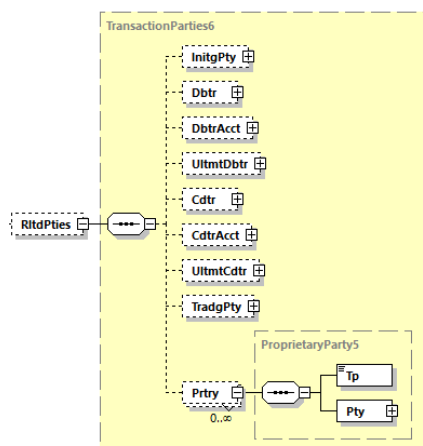 TransactionParties6
InitgPty
Dbtr
DbtrAcct
UltmtDbtr
Cdtr
RltdPties
CdtrAcct
UltmtCdtr
TradgPty
ProprietaryParty5
Tp
Prtry
0..∞
Pty